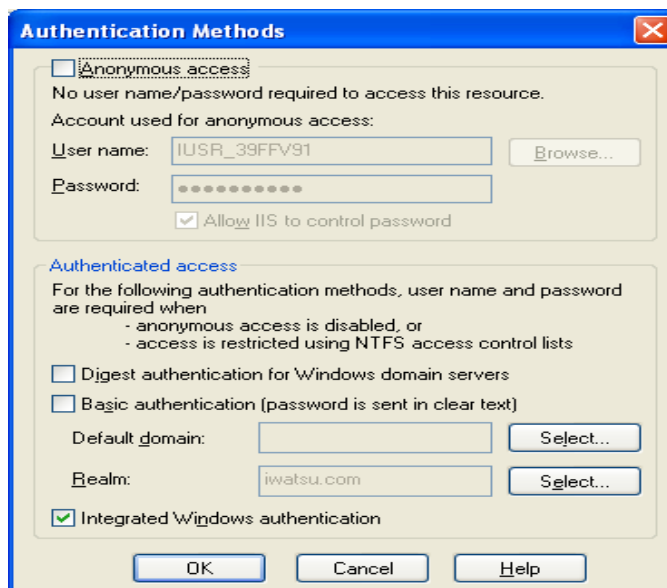 Authentication Methods
Anonymous access
No user name/password required to access this resource.
Account used for anonymous access:
User name: IUSR_39FFV91 Browse...
Password: ●●●●●●●●●●
Allow IIS to control password
Authenticated access
For the following authentication methods, user name and password
are required when
- anonymous access is disabled, or
- access is restricted using NTFS access control lists
Digest authentication for Windows domain servers
Basic authentication (password is sent in clear text)
Default domain: Select...
Realm: iwatsu.com Select...
Integrated Windows authentication
OK Cancel Help